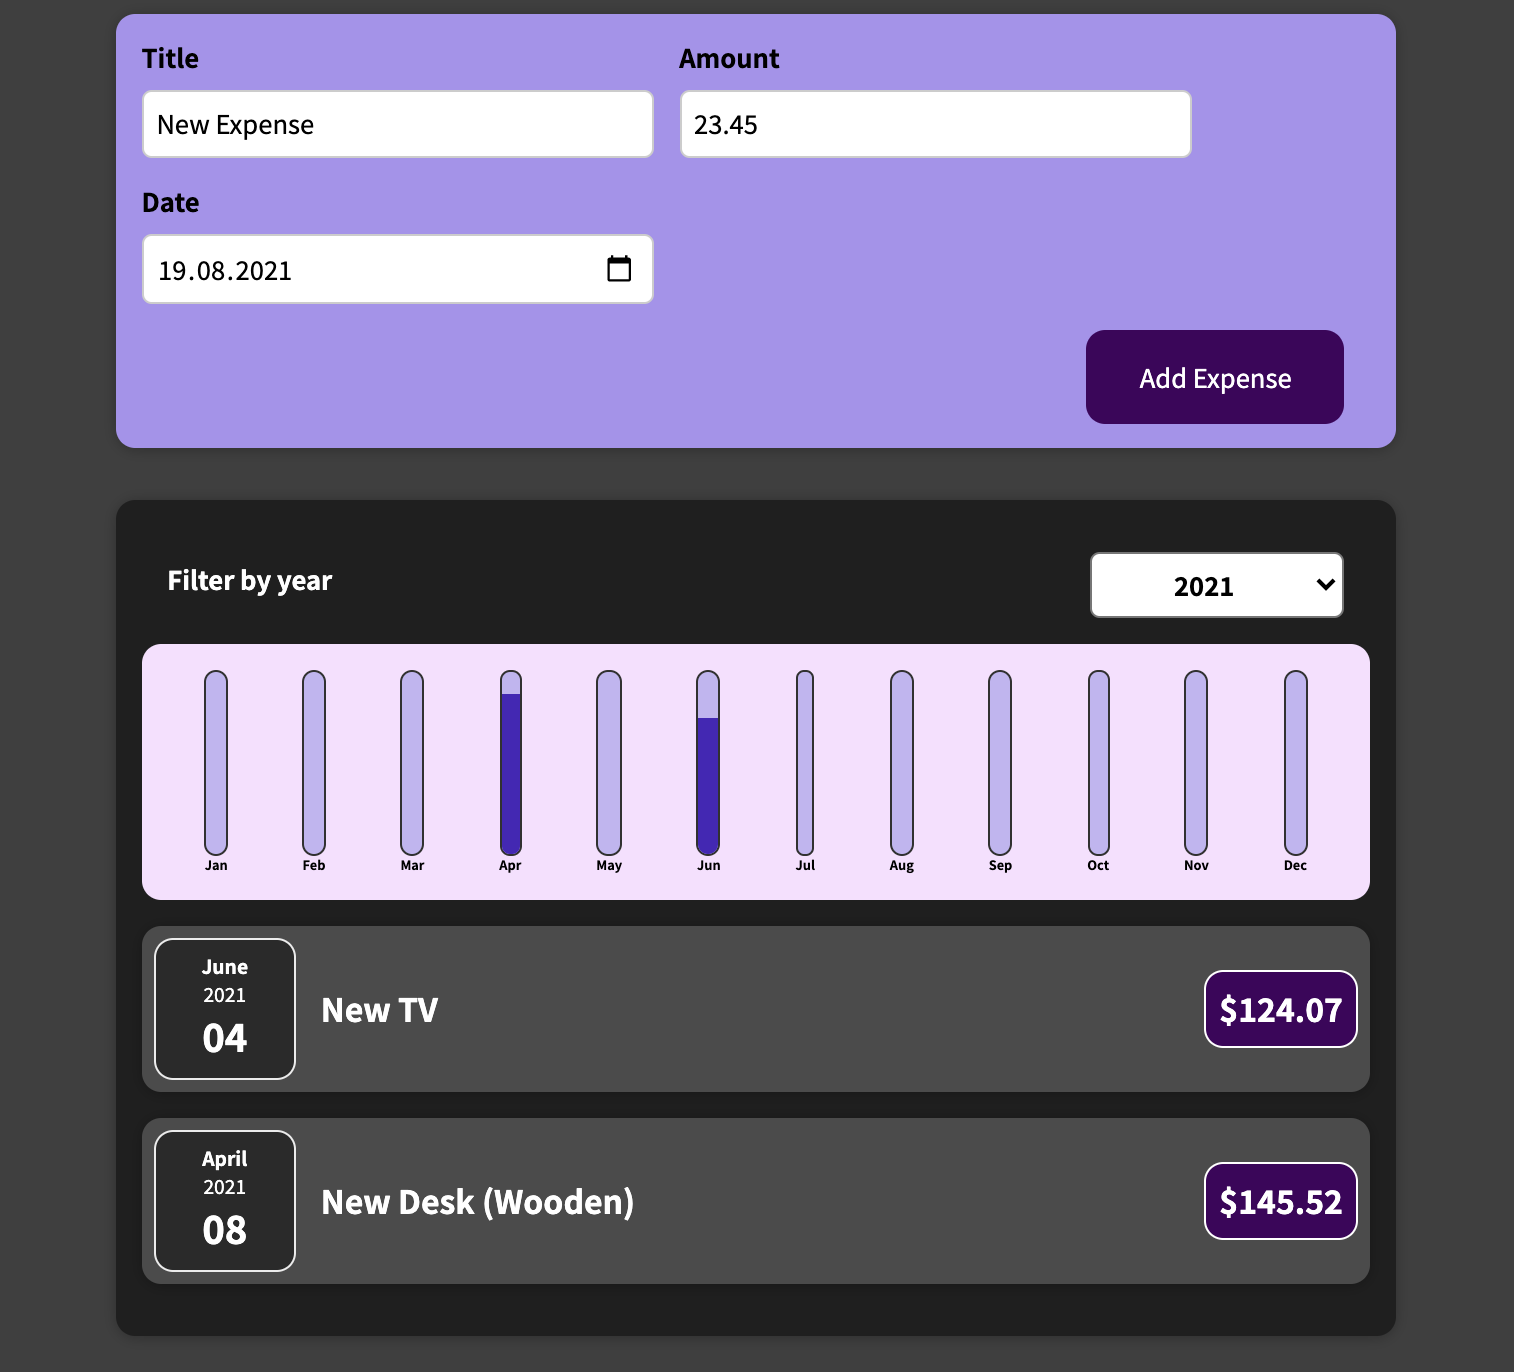 Title
Amount
New Expense
23.45
Date
19.08.2021
Add Expense
Filter by year
2021
Jan Feb Mar Apr May Jun Jul Aug Sep Oct Nov Dec
June
2021
04
New TV
$124.07
April
2021
08
New Desk (Wooden)
$145.52